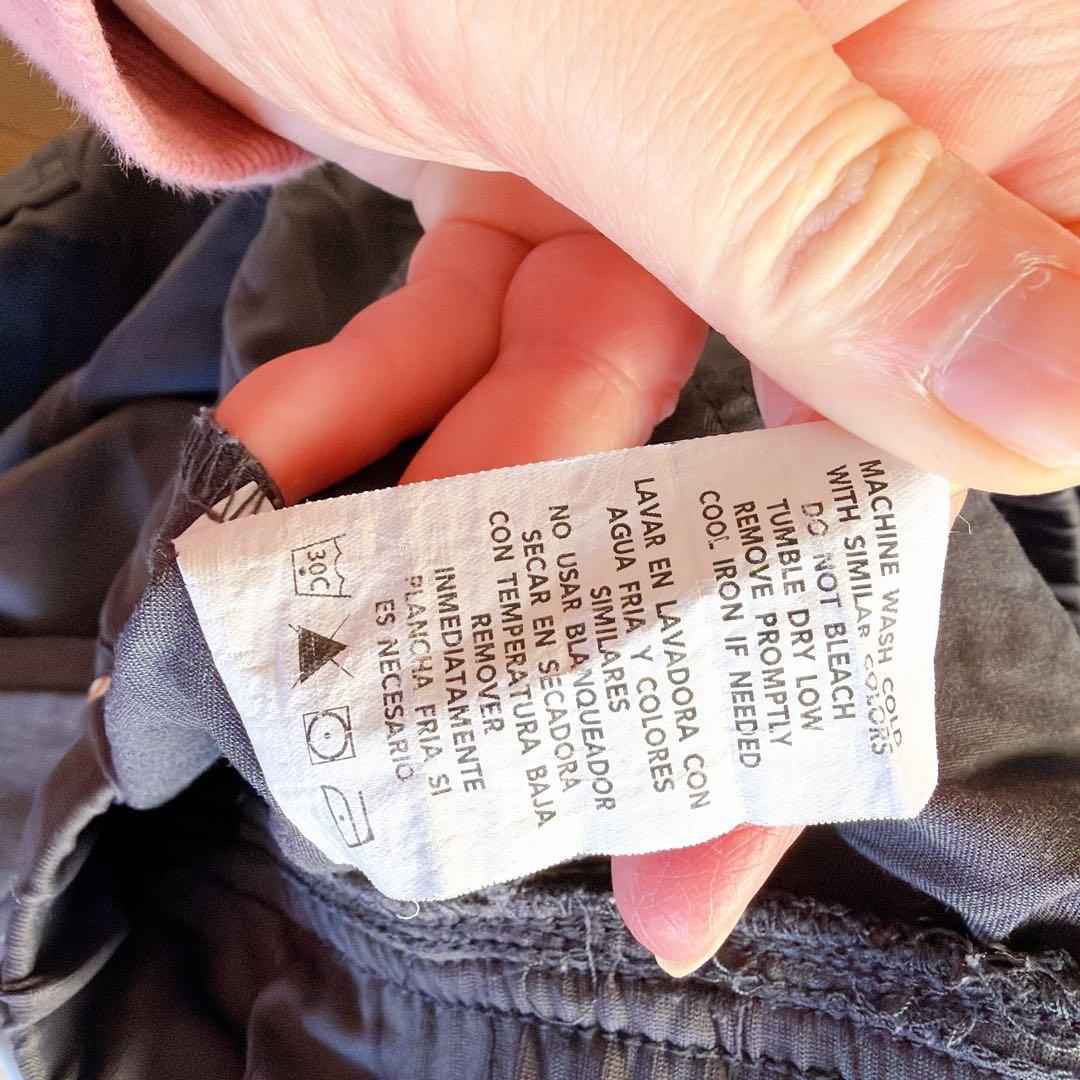 MACHINE WASH COLD
WITH SIMILAR COLORS
DO NOT BLEACH
TUMBLE DRY LOW
REMOVE PROMPTLY
COOL IRON IF NEEDED
LAVAR EN LAVADORA CON
AGUA FRIA Y COLORES
SIMILARES
NO USAR BLANQUEADOR
SECAR EN SECADORA
CON TEMPERATURA BAJA
REMOVER
INMEDIATAMENTE
PLANCHA FRIA SI
ES NECESARIO
30C